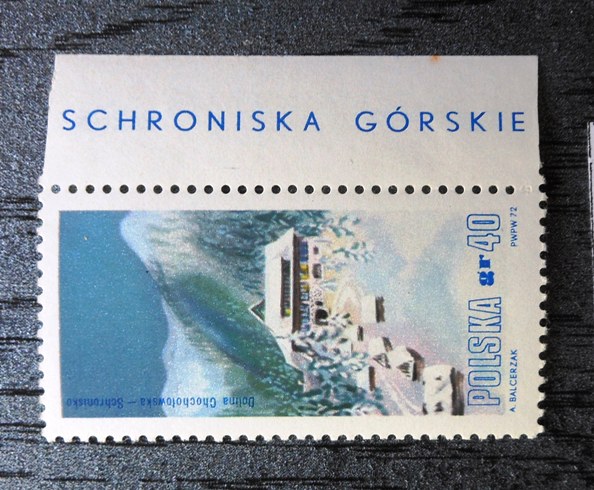 SCHRONISKA GÓRSKIE
Dolina Chochołowska – Schronisko
POLSKA gr 40
A. BALCERZAK PWPW 72